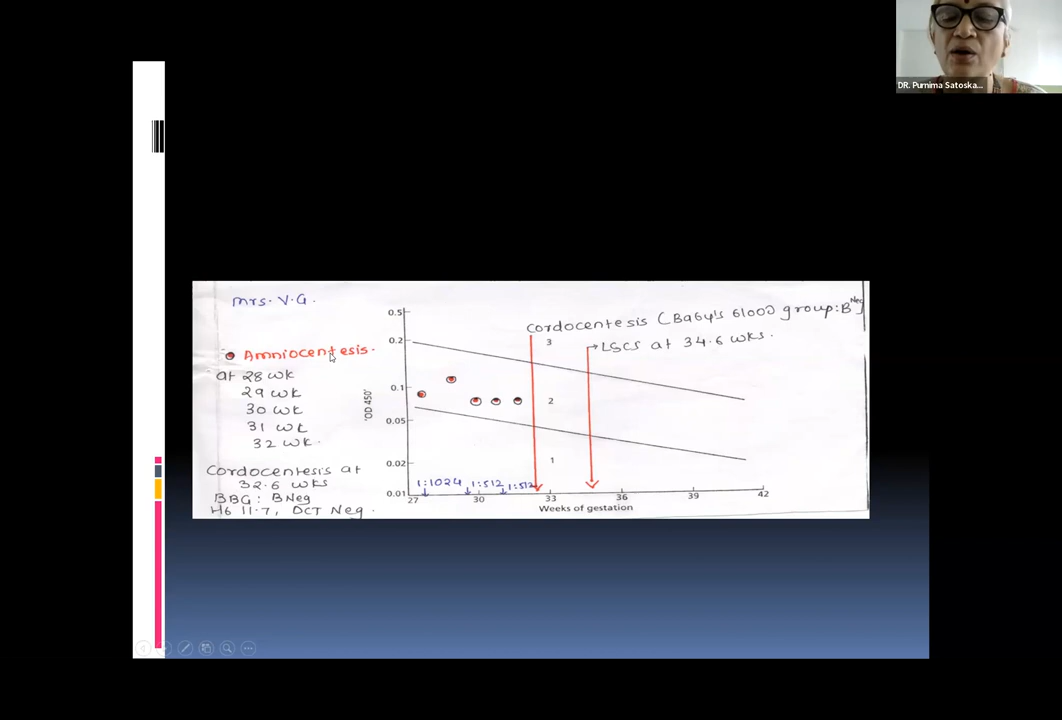 DR. Purnima Satoska...
Mrs. V.G.
Amniocentesis.
at 28 wk
29 wk
30 wk
31 wk
32 wk.
Cordocentesis at
32.6 wks
BBG: B Neg
Hb 11.7, DCT Neg.
Cordocentesis (Baby's blood group: B Neg)
LSCS at 34.6 wks.
'OD 450'
0.5
0.2
0.1
0.05
0.02
0.01
3
2
1
1:1024 1:512 1:512
27 30 33 36 39 42
Weeks of gestation